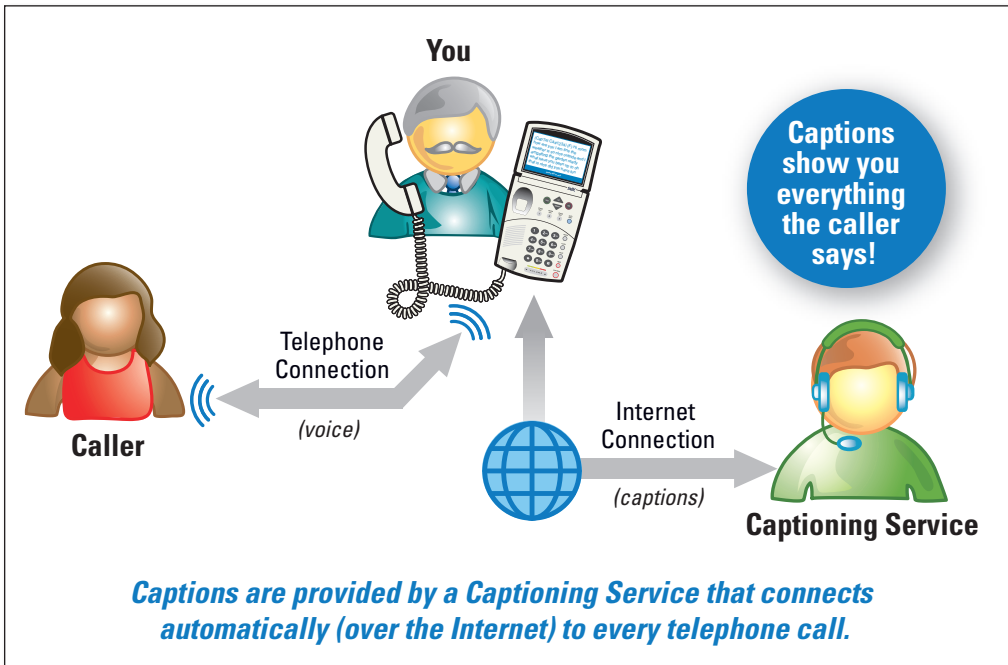 You
Captions
show you
everything
the caller
says!
Telephone
Connection
(voice)
Caller
Internet
Connection
(captions)
Captioning Service
Captions are provided by a Captioning Service that connects
automatically (over the Internet) to every telephone call.